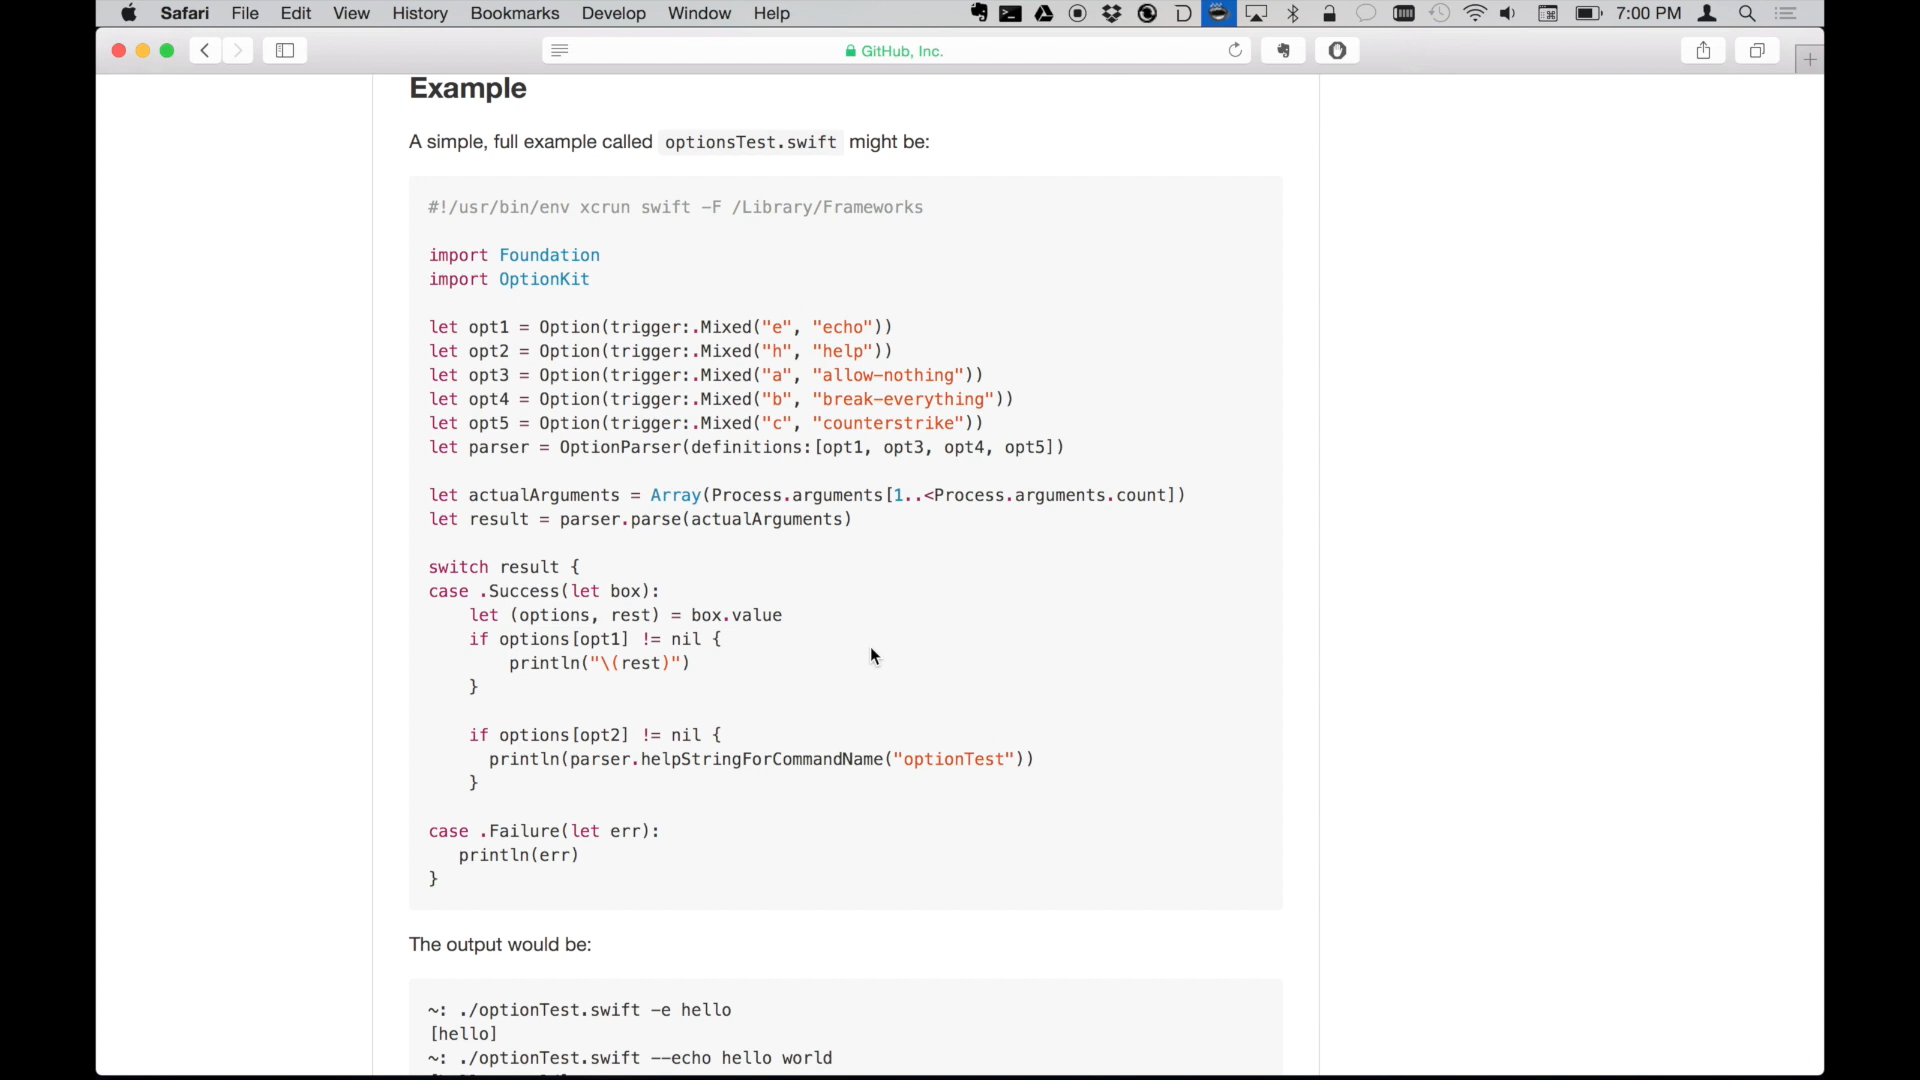 Safari File Edit View History Bookmarks Develop Window Help 7:00 PM
GitHub, Inc.
Example
A simple, full example called optionsTest.swift might be:
#!/usr/bin/env xcrun swift -F /Library/Frameworks
import Foundation
import OptionKit
let opt1 = Option(trigger:.Mixed("e", "echo"))
let opt2 = Option(trigger:.Mixed("h", "help"))
let opt3 = Option(trigger:.Mixed("a", "allow-nothing"))
let opt4 = Option(trigger:.Mixed("b", "break-everything"))
let opt5 = Option(trigger:.Mixed("c", "counterstrike"))
let parser = OptionParser(definitions:[opt1, opt3, opt4, opt5])
let actualArguments = Array(Process.arguments[1..<Process.arguments.count])
let result = parser.parse(actualArguments)
switch result {
case .Success(let box):
    let (options, rest) = box.value
    if options[opt1] != nil {
        println("\(rest)")
    }
    if options[opt2] != nil {
      println(parser.helpStringForCommandName("optionTest"))
    }
case .Failure(let err):
   println(err)
}
The output would be:
~: ./optionTest.swift -e hello
[hello]
~: ./optionTest.swift --echo hello world